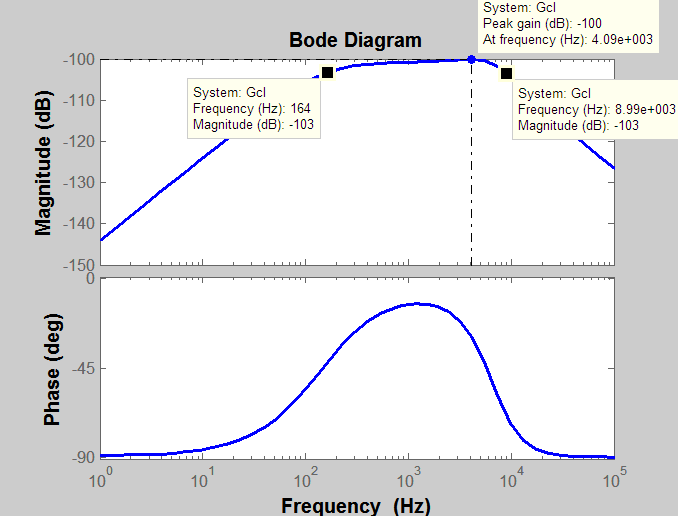 System: Gcl
Peak gain (dB): -100
At frequency (Hz): 4.09e+003
Bode Diagram
-100
-110
-120
-130
-140
-150
Magnitude (dB)
System: Gcl
Frequency (Hz): 164
Magnitude (dB): -103
System: Gcl
Frequency (Hz): 8.99e+003
Magnitude (dB): -103
0
-45
-90
Phase (deg)
10^0 10^1 10^2 10^3 10^4 10^5
Frequency (Hz)